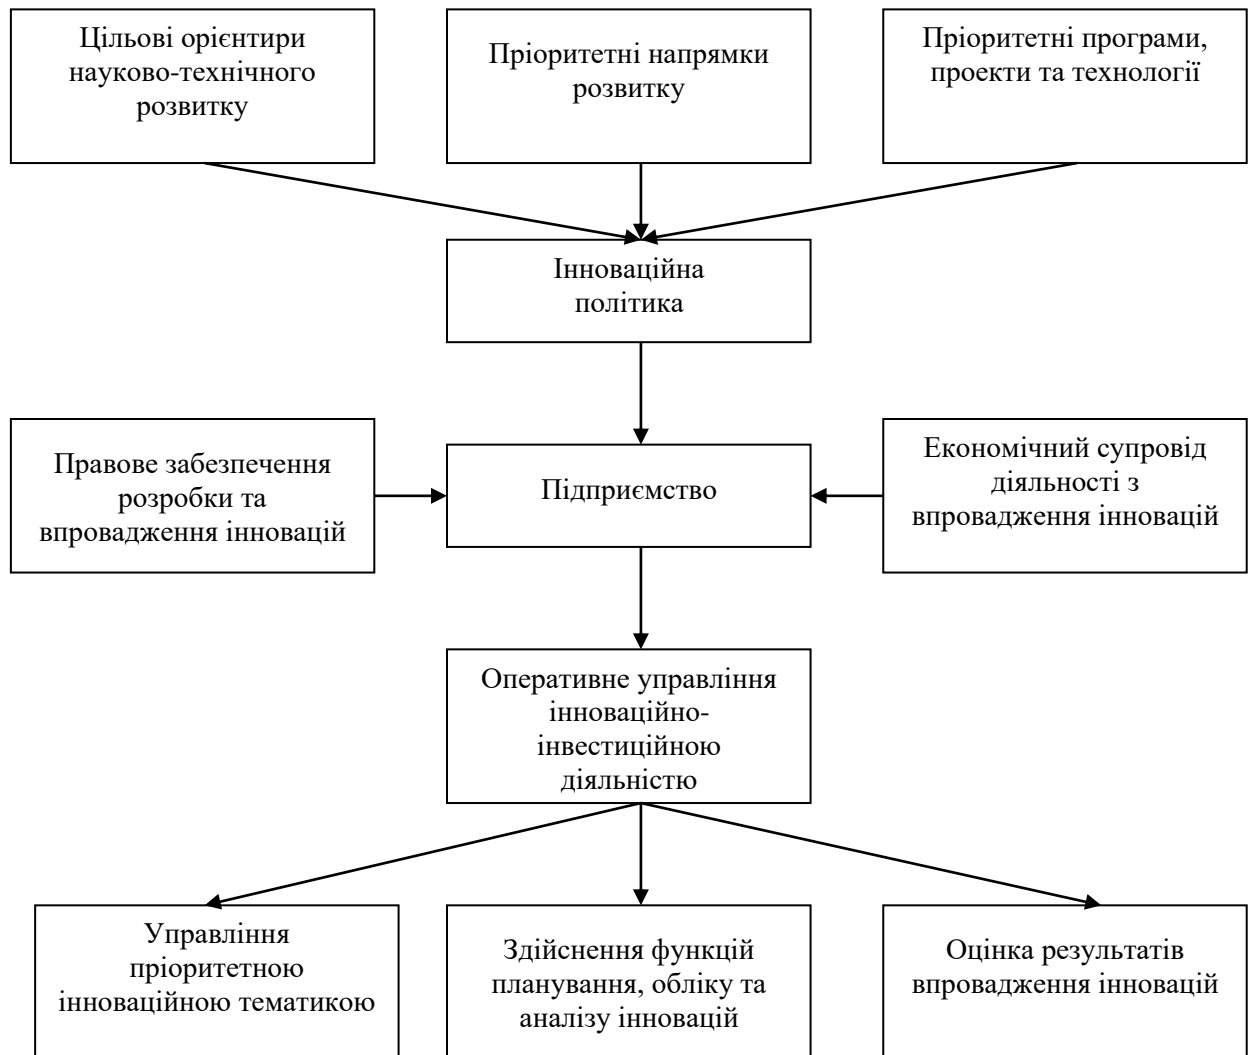 Цільові орієнтири
науково-технічного
розвитку
Пріоритетні напрямки
розвитку
Пріоритетні програми,
проекти та технології
Інноваційна
політика
Правове забезпечення
розробки та
впровадження інновацій
Підприємство
Економічний супровід
діяльності з
впровадження інновацій
Оперативне управління
інноваційно-
інвестиційною
діяльністю
Управління
пріоритетною
інноваційною тематикою
Здійснення функцій
планування, обліку та
аналізу інновацій
Оцінка результатів
впровадження інновацій